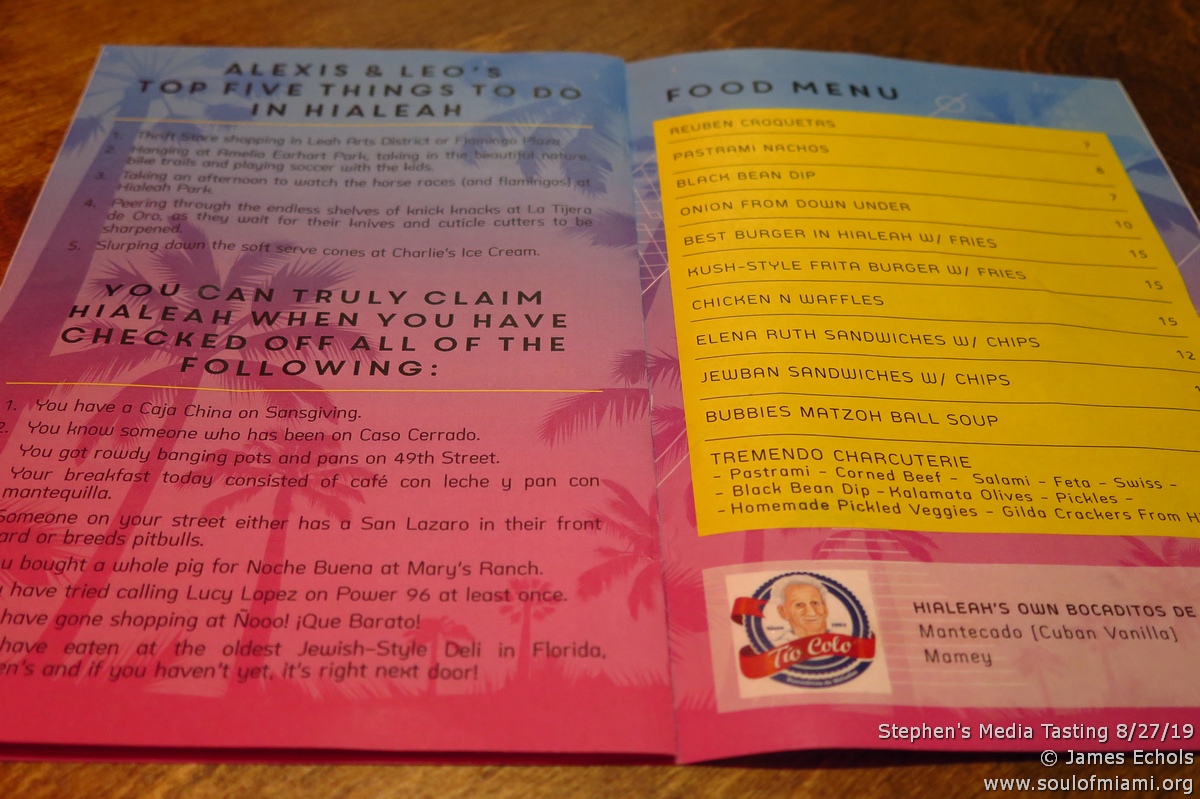 ALEXIS & LEO'S
TOP FIVE THINGS TO DO
IN HIALEAH
1. Thrift Store shopping in Leah Arts District or Flamingo Plaza.
2. Hanging at Amelia Earhart Park, taking in the beautiful nature,
bike trails and playing soccer with the kids.
3. Taking an afternoon to watch the horse races (and flamingos) at
Hialeah Park.
4. Peering through the endless shelves of knick knacks at La Tijera
de Oro, as they wait for their knives and cuticle cutters to be
sharpened.
5. Slurping down the soft serve cones at Charlie's Ice Cream.
YOU CAN TRULY CLAIM
HIALEAH WHEN YOU HAVE
CHECKED OFF ALL OF THE
FOLLOWING:
1. You have a Caja China on Sansgiving.
2. You know someone who has been on Caso Cerrado.
You got rowdy banging pots and pans on 49th Street.
Your breakfast today consisted of café con leche y pan con
mantequilla.
Someone on your street either has a San Lazaro in their front
ard or breeds pitbulls.
u bought a whole pig for Noche Buena at Mary's Ranch.
have tried calling Lucy Lopez on Power 96 at least once.
have gone shopping at Ñooo! ¡Que Barato!
have eaten at the oldest Jewish-Style Deli in Florida,
en's and if you haven't yet, it's right next door!
FOOD MENU
REUBEN CROQUETAS 7
PASTRAMI NACHOS 6
BLACK BEAN DIP 7
ONION FROM DOWN UNDER 10
BEST BURGER IN HIALEAH W/ FRIES 15
KUSH-STYLE FRITA BURGER W/ FRIES 15
CHICKEN N WAFFLES 15
ELENA RUTH SANDWICHES W/ CHIPS 12
JEWBAN SANDWICHES W/ CHIPS
BUBBIES MATZOH BALL SOUP
TREMENDO CHARCUTERIE
- Pastrami - Corned Beef - Salami - Feta - Swiss -
- Black Bean Dip - Kalamata Olives - Pickles -
- Homemade Pickled Veggies - Gilda Crackers From H
Tio Colo
HIALEAH'S OWN BOCADITOS DE
Mantecado (Cuban Vanilla)
Mamey
Stephen's Media Tasting 8/27/19
© James Echols
www.soulofmiami.org